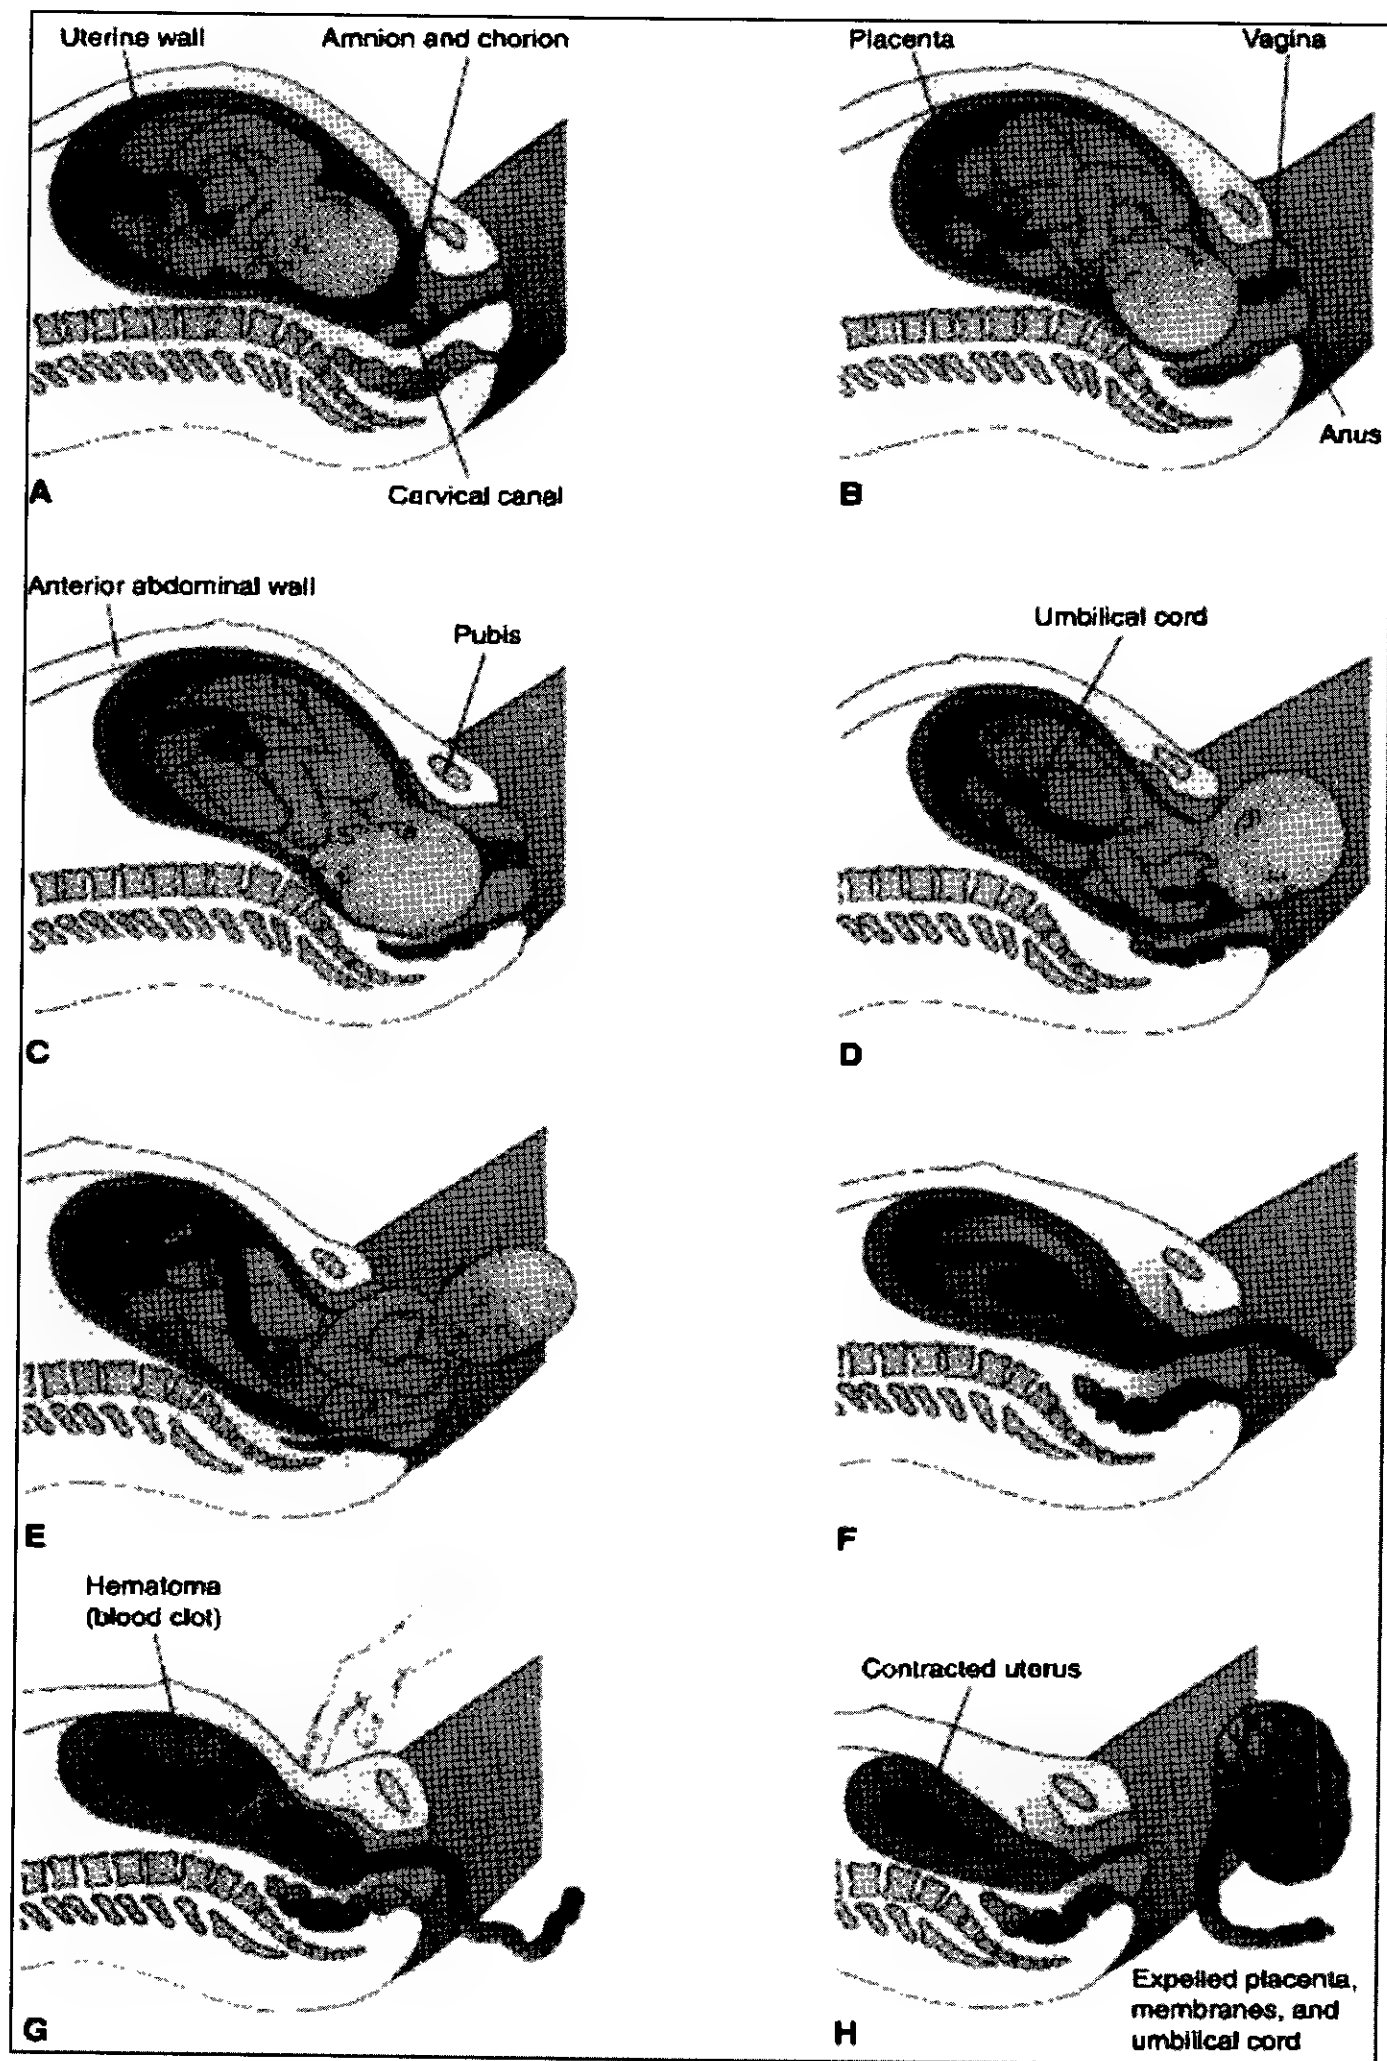 Uterine wall
Amnion and chorion
Placenta
Vagina
Anus
A
Cervical canal
B
Anterior abdominal wall
Pubis
Umbilical cord
C
D
E
F
Hematoma
(blood clot)
Contracted uterus
G
H
Expelled placenta,
membranes, and
umbilical cord